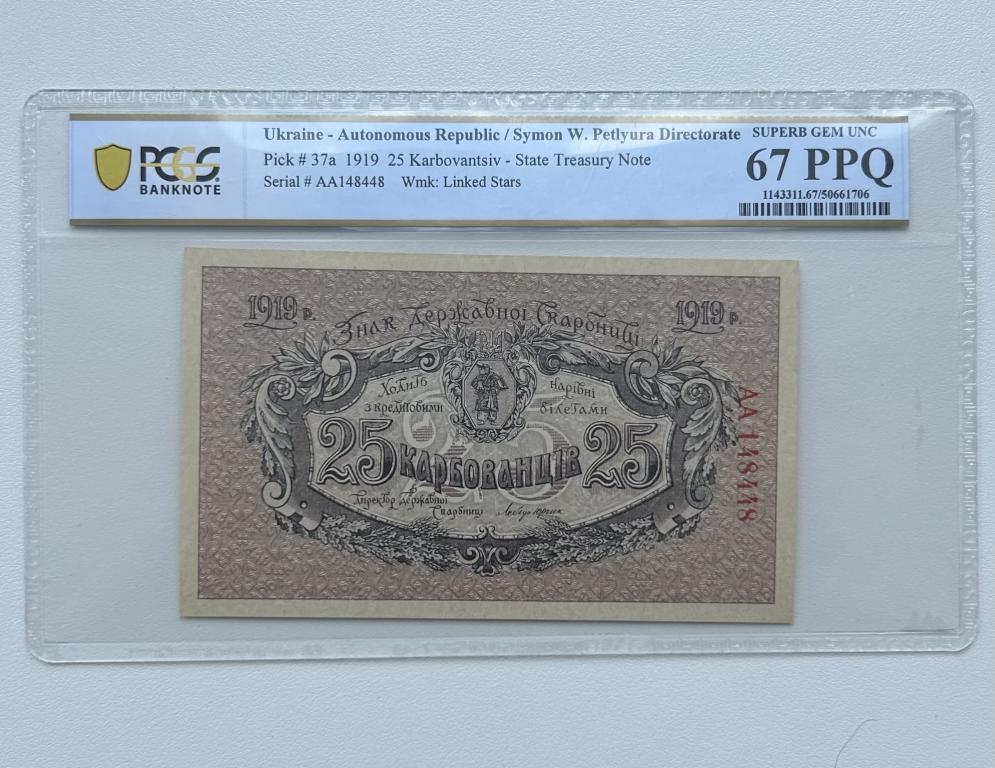 PCGS
BANKNOTE
Ukraine - Autonomous Republic / Symon W. Petlyura Directorate
Pick # 37a 1919 25 Karbovantsiv - State Treasury Note
Serial # AA148448 Wmk: Linked Stars
SUPERB GEM UNC
67 PPQ
1143311.67/50661706
1919 р.
Знак Державної Скарбниці
1919 р.
Ходить
нарівні
з кредитовими
білетами
25 КАРБОВАНЦІВ 25
Директор Державної
Скарбниці
АА 148448